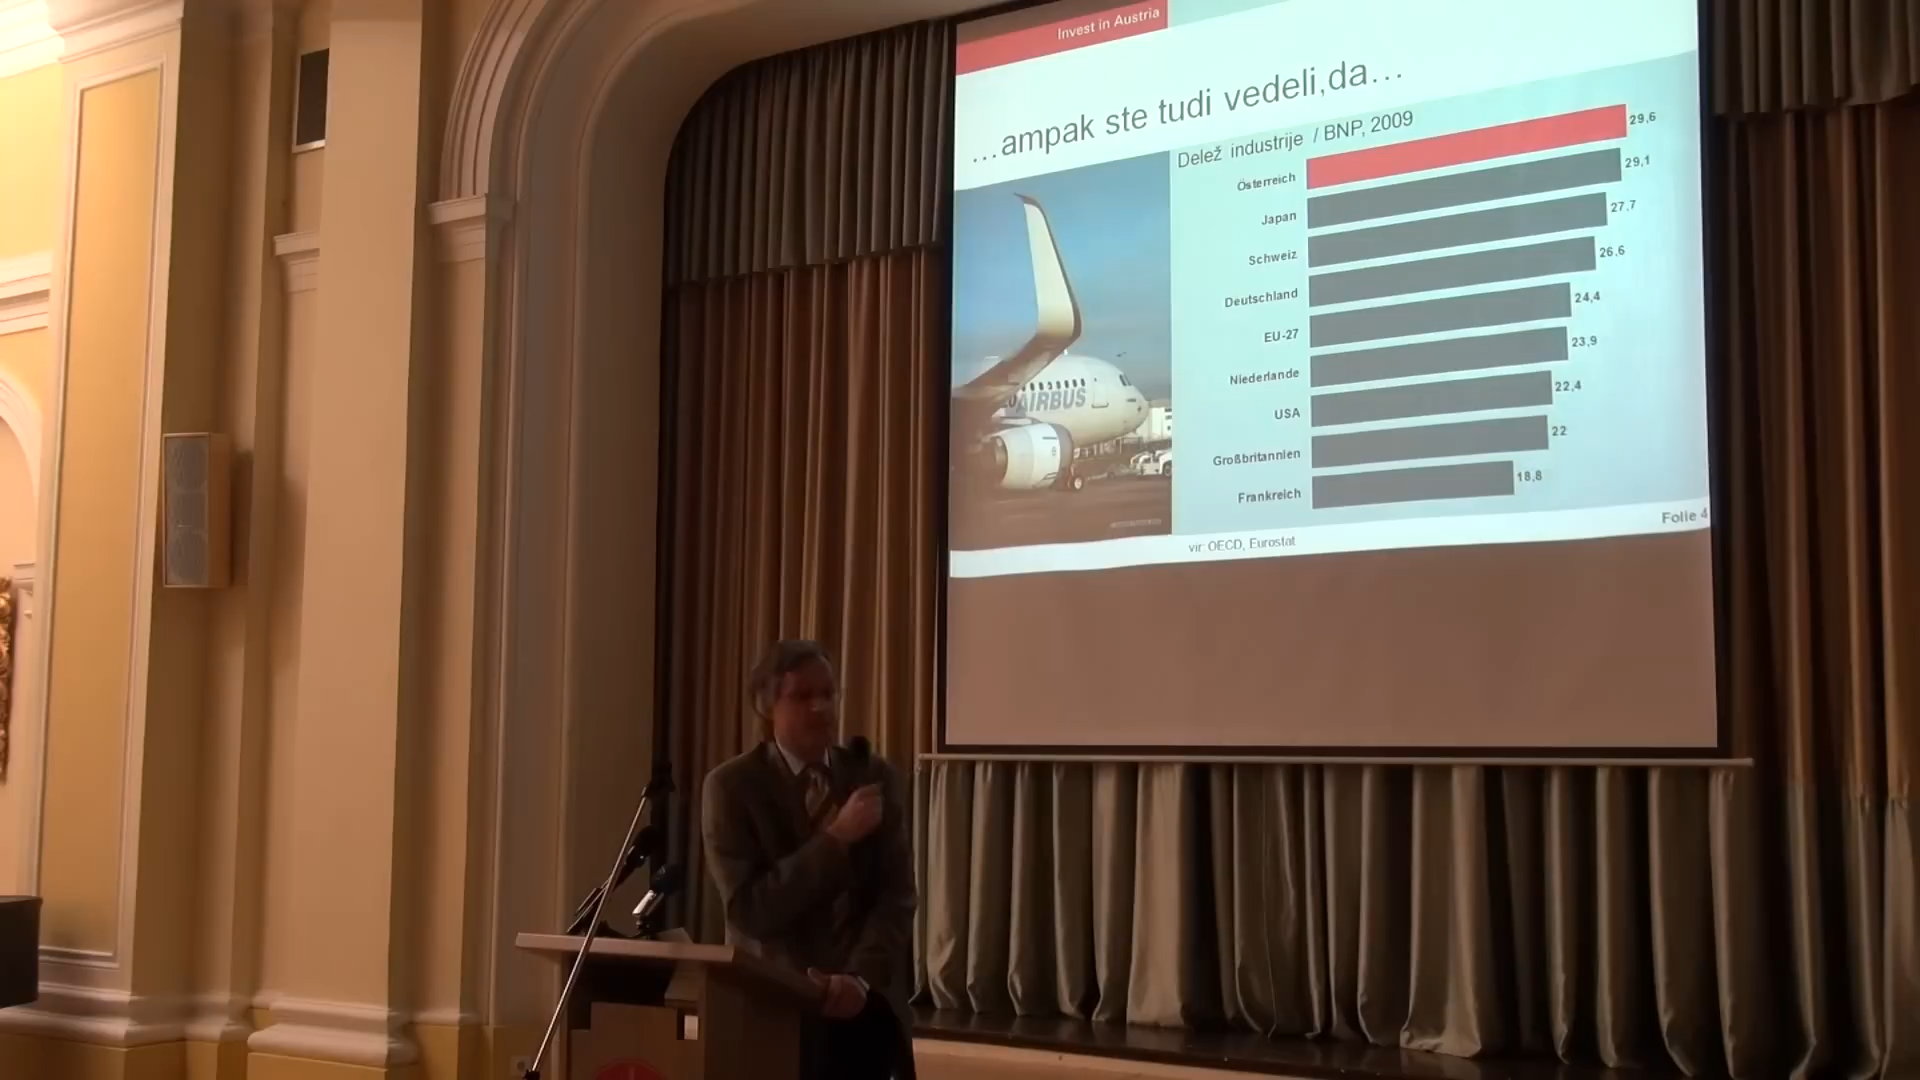 Invest in Austria
...ampak ste tudi vedeli,da...
Delež industrije / BNP, 2009
Österreich 29,6
Japan 29,1
Schweiz 27,7
Deutschland 26,6
EU-27 24,4
Niederlande 23,9
USA 22,4
Großbritannien 22
Frankreich 18,8
AIRBUS
Folie 4
vir: OECD, Eurostat